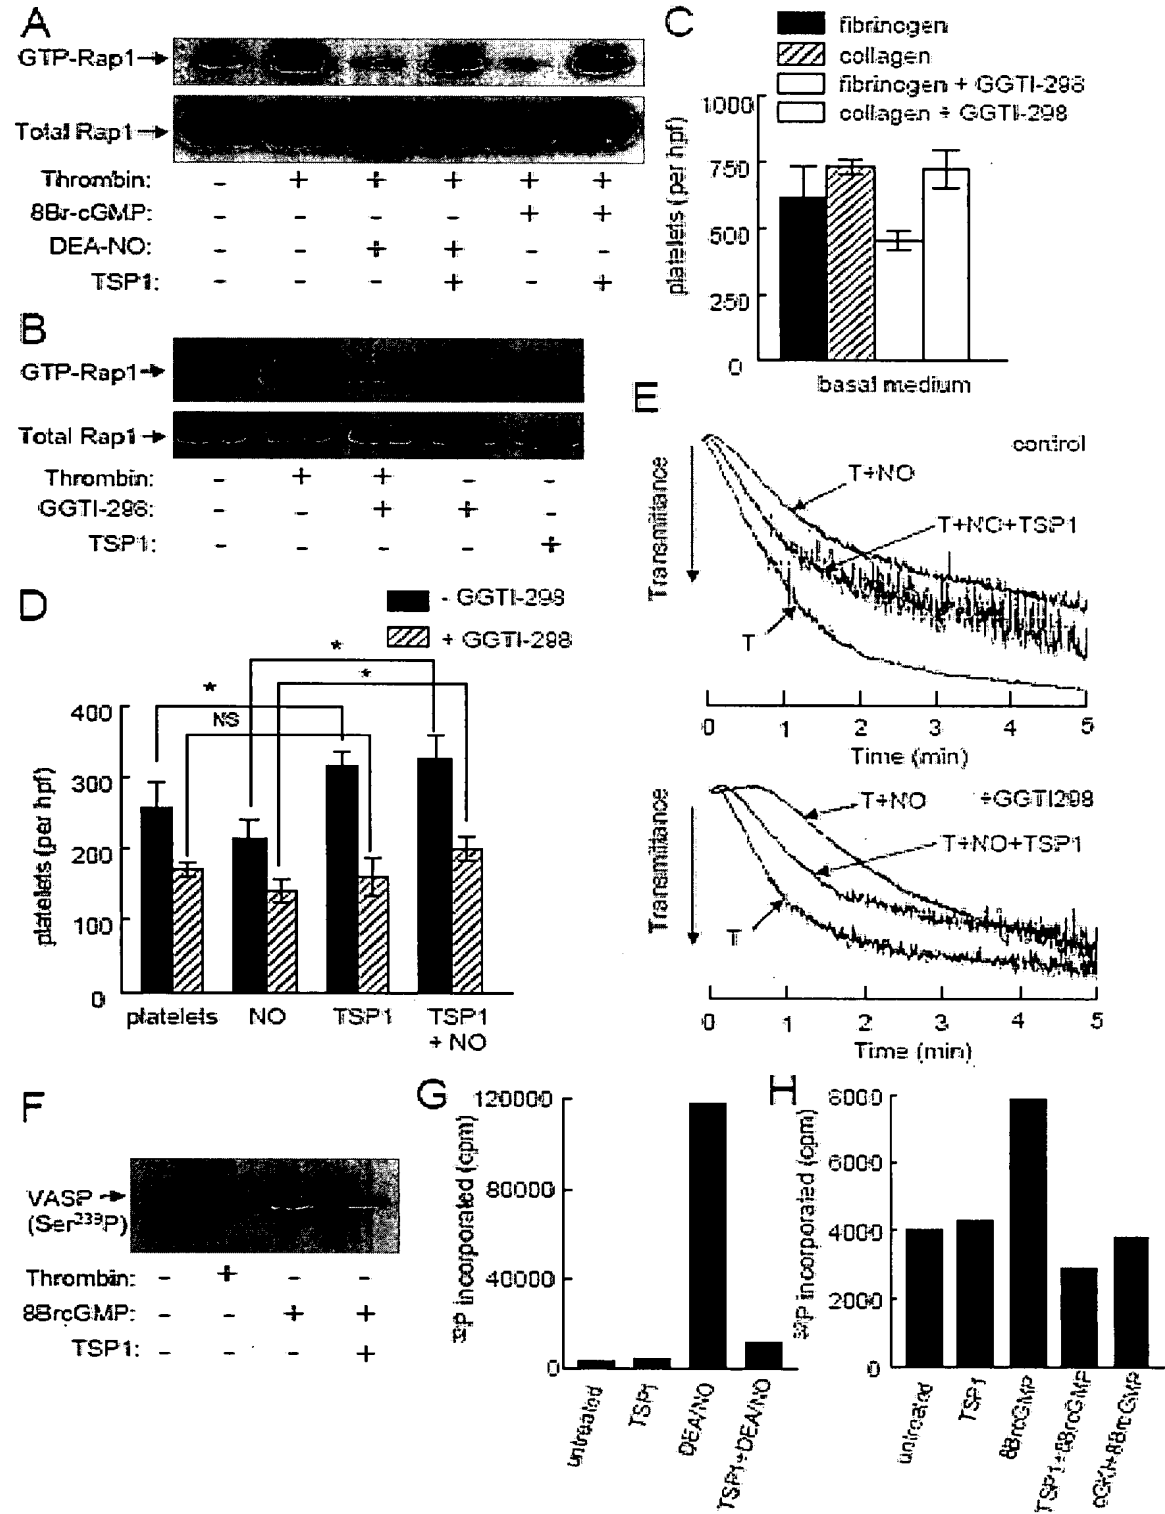 A
GTP-Rap1
Total Rap1
Thrombin: - + + + + +
8Br-cGMP: - - - - + +
DEA-NO: - - + + - -
TSP1: - - - + - +
B
GTP-Rap1
Total Rap1
Thrombin: - + + - -
GGTI-298: - - + + -
TSP1: - - - - +
C
fibrinogen
collagen
fibrinogen + GGTI-298
collagen + GGTI-298
platelets (per hpf)
1000
750
500
250
0
basal medium
D
- GGTI-298
+ GGTI-298
*
*
*
NS
platelets (per hpf)
400
300
200
100
0
platelets NO TSP1 TSP1
+ NO
E
control
Transmittance
T+NO
T+NO+TSP1
T
0 1 2 3 4 5
Time (min)
T+NO +GGTI298
Transmittance
T+NO+TSP1
T
0 1 2 3 4 5
Time (min)
F
VASP
(Ser239P)
Thrombin: - + - -
8BrcGMP: - - + +
TSP1: - - - +
G
32P incorporated (cpm)
120000
80000
40000
0
untreated
TSP1
DEA/NO
TSP1+DEA/NO
H
32P incorporated (cpm)
8000
6000
4000
2000
0
untreated
TSP1
8BrcGMP
TSP1+8BrcGMP
cGKI+8BrcGMP